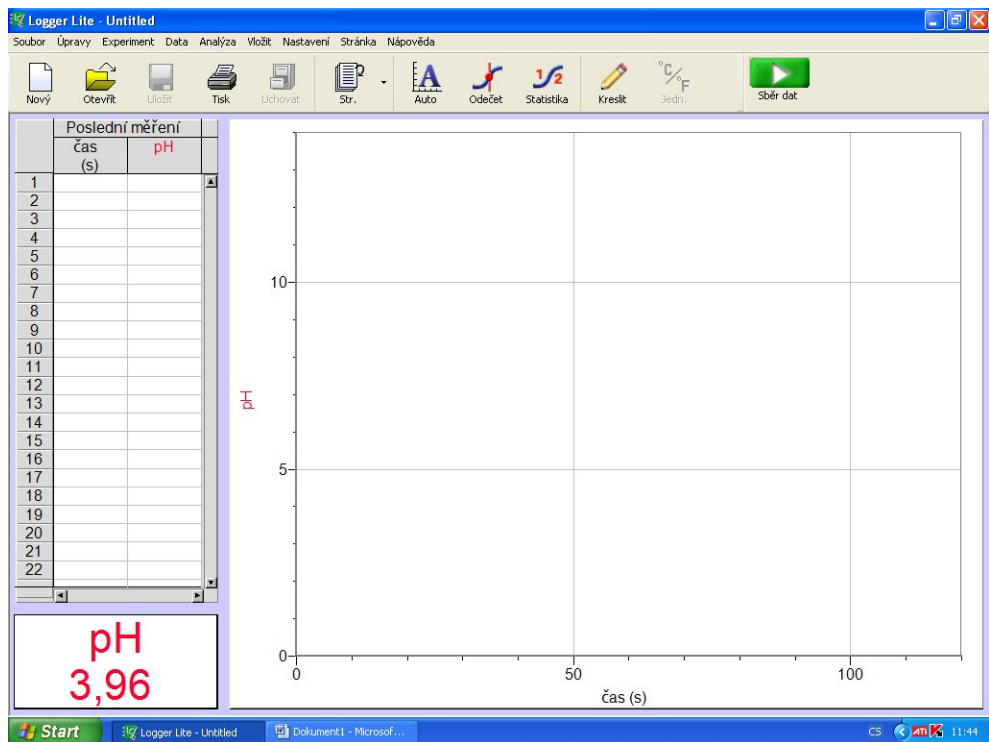 Logger Lite - Untitled
Soubor Úpravy Experiment Data Analýza Vložit Nastavení Stránka Nápověda
Nový Otevřít Uložit Tisk Uchovat Str. Auto Odečet Statistika Kreslit Jedn. Sběr dat
Poslední měření
čas pH
(s)
1
2
3
4
5
6
7
8
9
10
11
12
13
14
15
16
17
18
19
20
21
22
pH
3,96
10
5
0
pH
0 50 100
čas (s)
Start Logger Lite - Untitled Dokument1 - Microsof... CS ATI 11:44